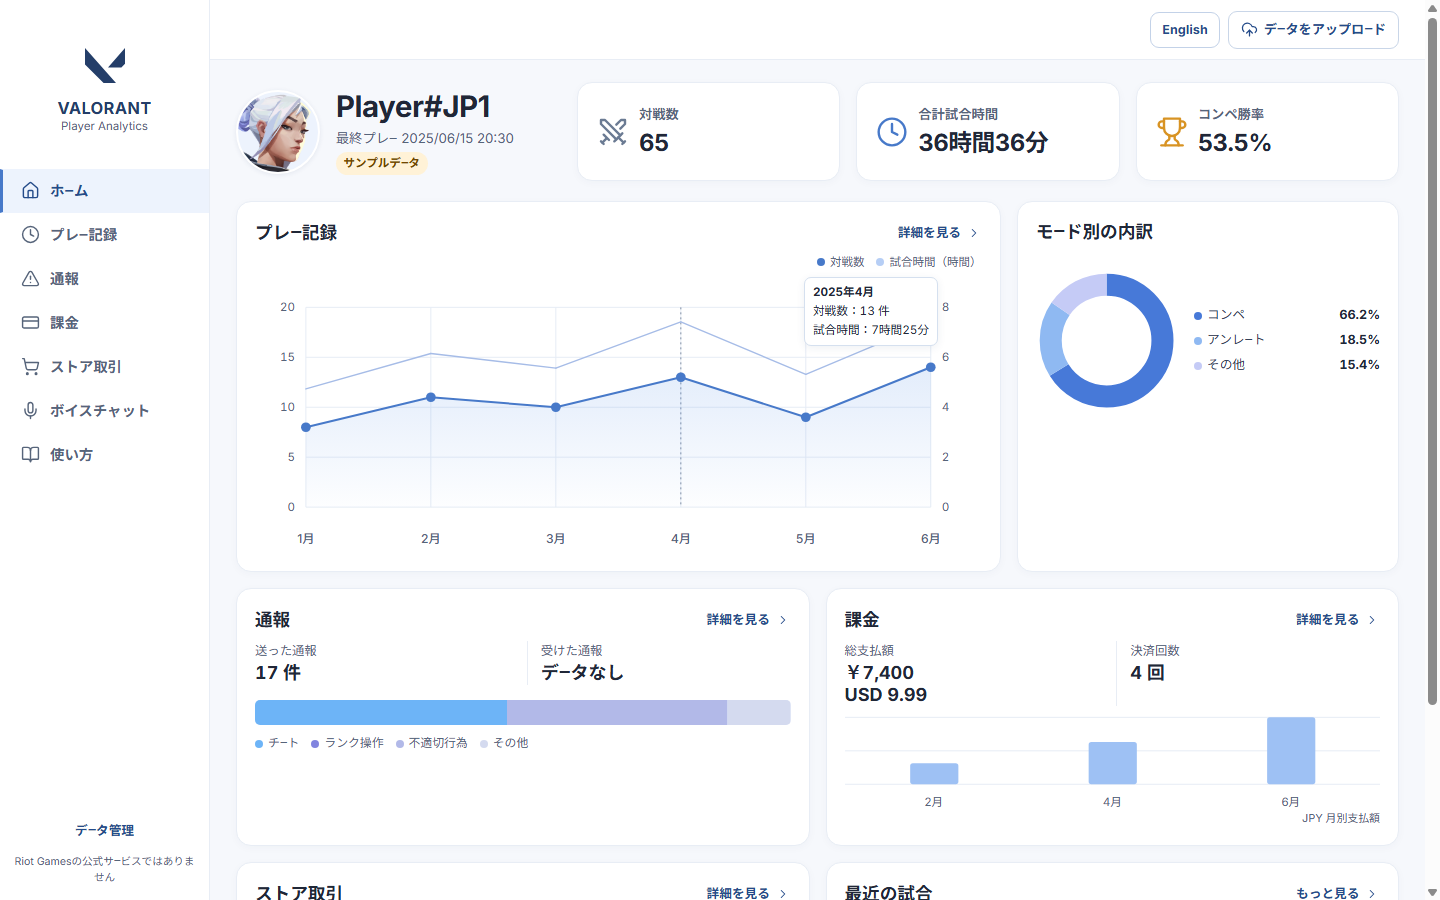 English
データをアップロード
VALORANT
Player Analytics
ホーム
プレー記録
通報
課金
ストア取引
ボイスチャット
使い方
データ管理
Riot Gamesの公式サービスではありま
せん
Player#JP1
最終プレー 2025/06/15 20:30
サンプルデータ
対戦数
65
合計試合時間
36時間36分
コンペ勝率
53.5%
プレー記録
詳細を見る
対戦数
試合時間（時間）
2025年4月
対戦数：13 件
試合時間：7時間25分
20
15
10
5
0
8
6
4
2
0
1月
2月
3月
4月
5月
6月
モード別の内訳
コンペ 66.2%
アンレート 18.5%
その他 15.4%
通報
詳細を見る
送った通報
17 件
受けた通報
データなし
チート
ランク操作
不適切行為
その他
課金
詳細を見る
総支払額
￥7,400
USD 9.99
決済回数
4 回
2月
4月
6月
JPY 月別支払額
ストア取引
詳細を見る
最近の試合
もっと見る